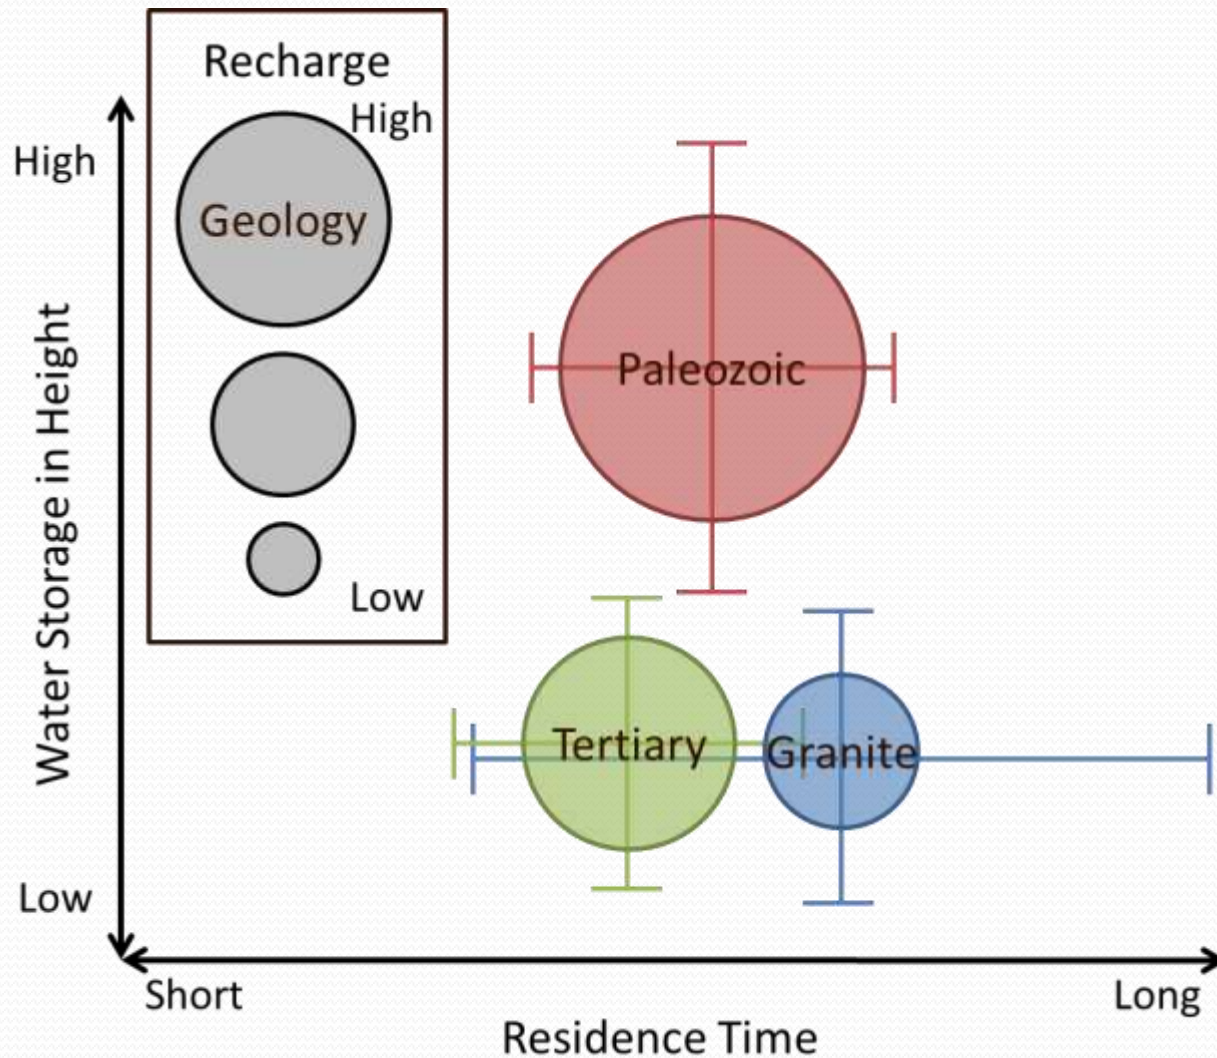 Recharge
High
Geology
Low
High
Water Storage in Height
Low
Paleozoic
Tertiary
Granite
Short
Long
Residence Time